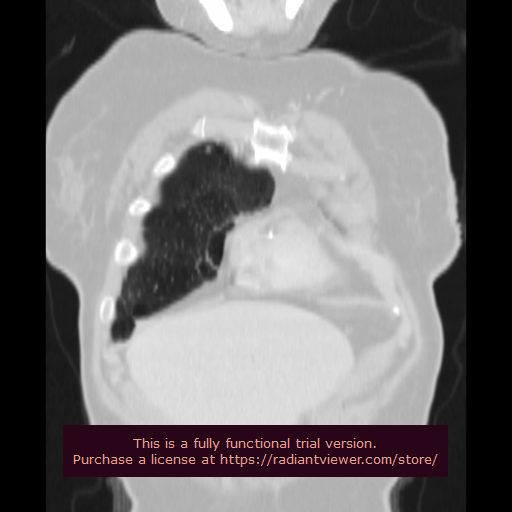 This is a fully functional trial version.
Purchase a license at https://radiantviewer.com/store/